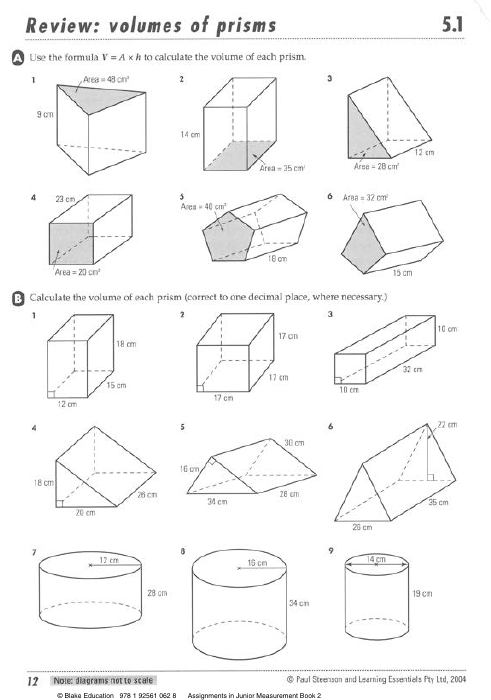 Review: volumes of prisms 5.1
A Use the formula V = A × h to calculate the volume of each prism.
1 Area = 48 cm²
9 cm
2
14 cm
Area = 35 cm²
3
12 cm
Area = 28 cm²
4 23 cm
Area = 20 cm²
5 Area = 40 cm²
18 cm
6 Area = 32 cm²
15 cm
B Calculate the volume of each prism (correct to one decimal place, where necessary.)
1
18 cm
15 cm
12 cm
2
17 cm
17 cm
17 cm
3
10 cm
32 cm
10 cm
4
18 cm
26 cm
20 cm
5
30 cm
16 cm
28 cm
34 cm
6
22 cm
35 cm
26 cm
7
12 cm
28 cm
8
16 cm
34 cm
9
14 cm
19 cm
12 Note: diagrams not to scale © Paul Steenson and Learning Essentials Pty Ltd, 2004
© Blake Education 978 1 92561 062 8 Assignments in Junior Measurement Book 2